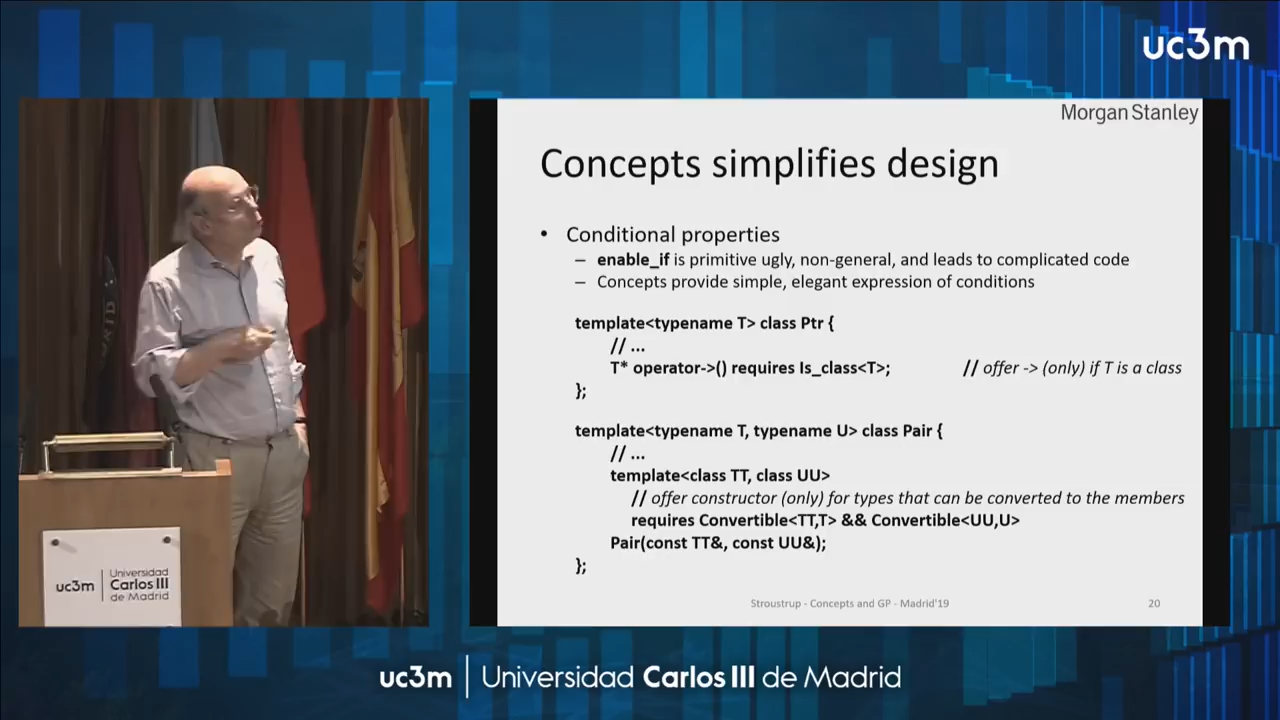 uc3m
Morgan Stanley
Concepts simplifies design
• Conditional properties
– enable_if is primitive ugly, non-general, and leads to complicated code
– Concepts provide simple, elegant expression of conditions
template<typename T> class Ptr {
// ...
T* operator->() requires Is_class<T>; // offer -> (only) if T is a class
};
template<typename T, typename U> class Pair {
// ...
template<class TT, class UU>
// offer constructor (only) for types that can be converted to the members
requires Convertible<TT,T> && Convertible<UU,U>
Pair(const TT&, const UU&);
};
Stroustrup - Concepts and GP - Madrid'19 20
uc3m | Universidad
Carlos III
de Madrid
uc3m | Universidad Carlos III de Madrid